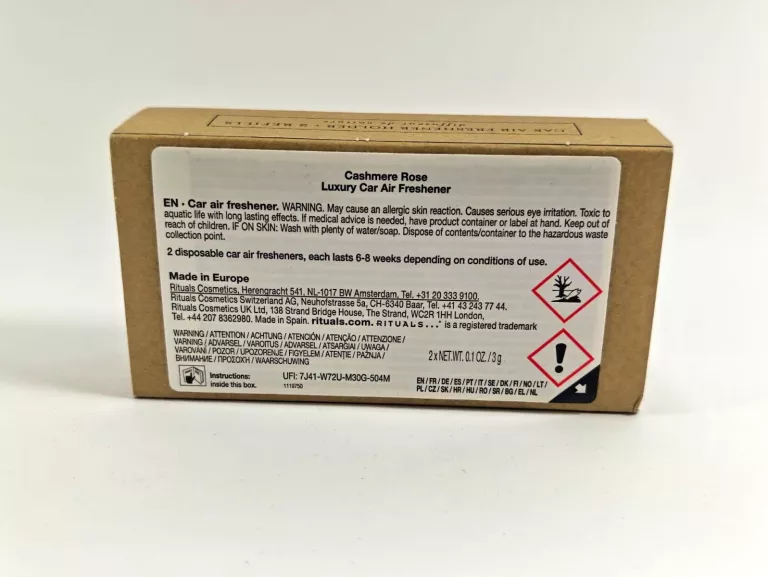 CAR AIR FRESHENER HOLDER + 2 REFILLS
diffuseur de voiture
Cashmere Rose
Luxury Car Air Freshener
EN • Car air freshener. WARNING. May cause an allergic skin reaction. Causes serious eye irritation. Toxic to
aquatic life with long lasting effects. If medical advice is needed, have product container or label at hand. Keep out of
reach of children. IF ON SKIN: Wash with plenty of water/soap. Dispose of contents/container to the hazardous waste
collection point.
2 disposable car air fresheners, each lasts 6-8 weeks depending on conditions of use.
Made in Europe
Rituals Cosmetics, Herengracht 541, NL-1017 BW Amsterdam, Tel. +31 20 333 9100,
Rituals Cosmetics Switzerland AG, Neuhofstrasse 5a, CH-6340 Baar, Tel. +41 43 243 77 44.
Rituals Cosmetics UK Ltd, 138 Strand Bridge House, The Strand, WC2R 1HH London,
Tel. +44 207 8362980. Made in Spain. rituals.com. RITUALS... is a registered trademark
WARNING / ATTENTION / ACHTUNG / ATENCIÓN / ATENÇÃO / ATTENZIONE /
VARNING / ADVARSEL / VAROITUS / ADVARSEL / ATSARGIAI / UWAGA /
VAROVÁNÍ / POZOR / UPOZORENJE / FIGYELEM / ATENȚIE / PAŽNJA /
ВНИМАНИЕ / ΠΡΟΣΟΧΗ / WAARSCHUWING
2 x NET.WT. 0.1 OZ. / 3 g
Instructions:
inside this box.
UFI: 7J41-W72U-M30G-504M
1119750
EN / FR / DE / ES / PT / IT / SE / DK / FI / NO / LT /
PL / CZ / SK / HR / HU / RO / SR / BG / EL / NL